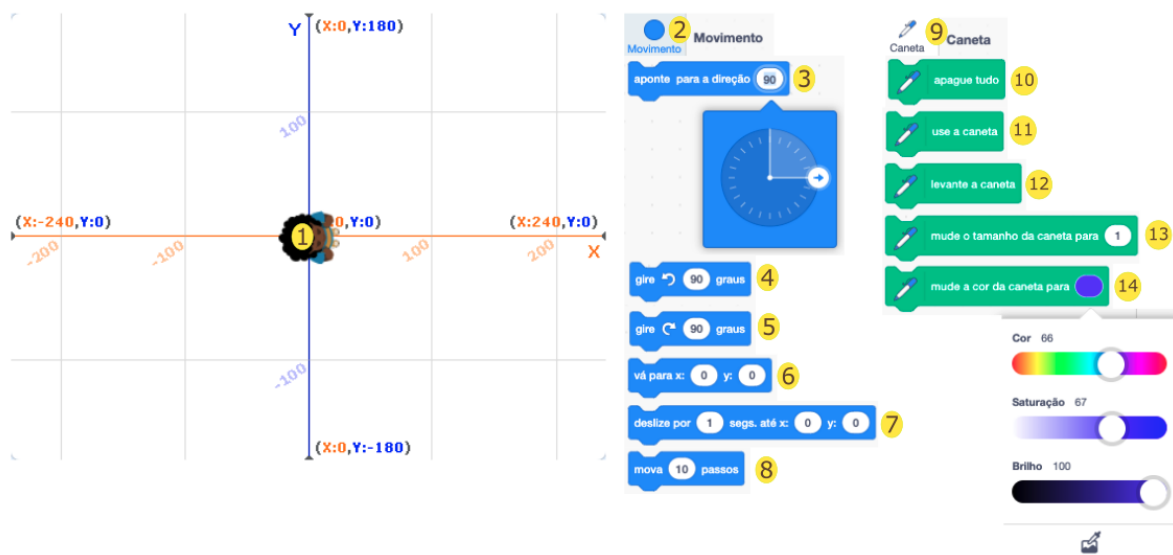 Y
(X:0,Y:180)
100
(X:-240,Y:0)
1
0,Y:0)
(X:240,Y:0)
-200
-100
100
200
X
-100
(X:0,Y:-180)
2
Movimento
Movimento
aponte para a direção 90
3
gire 90 graus
4
gire 90 graus
5
vá para x: 0 y: 0
6
deslize por 1 segs. até x: 0 y: 0
7
mova 10 passos
8
9
Caneta
Caneta
apague tudo
10
use a caneta
11
levante a caneta
12
mude o tamanho da caneta para 1
13
mude a cor da caneta para
14
Cor 66
Saturação 67
Brilho 100